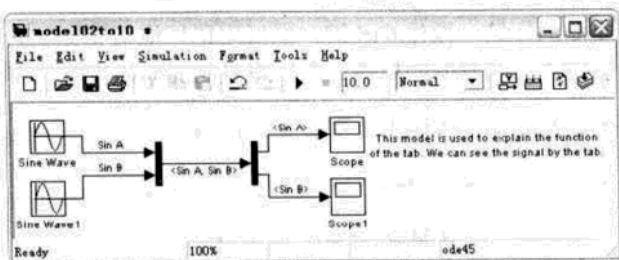 model02to10 *
File Edit View Simulation Format Tools Help
10.0 Normal
Sin A
Sine Wave
Sin B
Sine Wave1
<Sin A, Sin B>
<Sin A>
Scope
<Sin B>
Scope1
This model is used to explain the function
of the tab. We can see the signal by the tab.
Ready 100% ode45